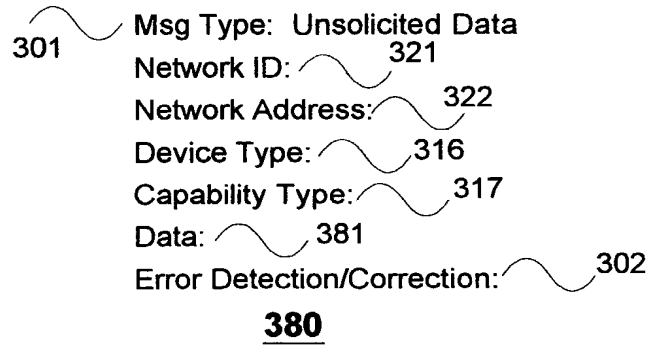 301 Msg Type: Unsolicited Data
Network ID: 321
Network Address: 322
Device Type: 316
Capability Type: 317
Data: 381
Error Detection/Correction: 302
380